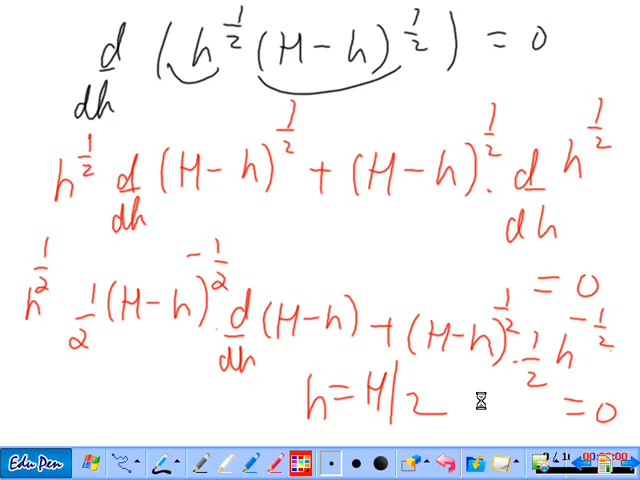 d/dh (h^{1/2} (H − h)^{1/2}) = 0
h^{1/2} d/dh (H − h)^{1/2} + (H − h)^{1/2} . d/dh h^{1/2}
= 0
h^{1/2} 1/2 (H − h)^{−1/2} . d/dh (H − h) + (H − h)^{1/2} . 1/2 h^{−1/2}
h = H/2 = 0
Edu Pen